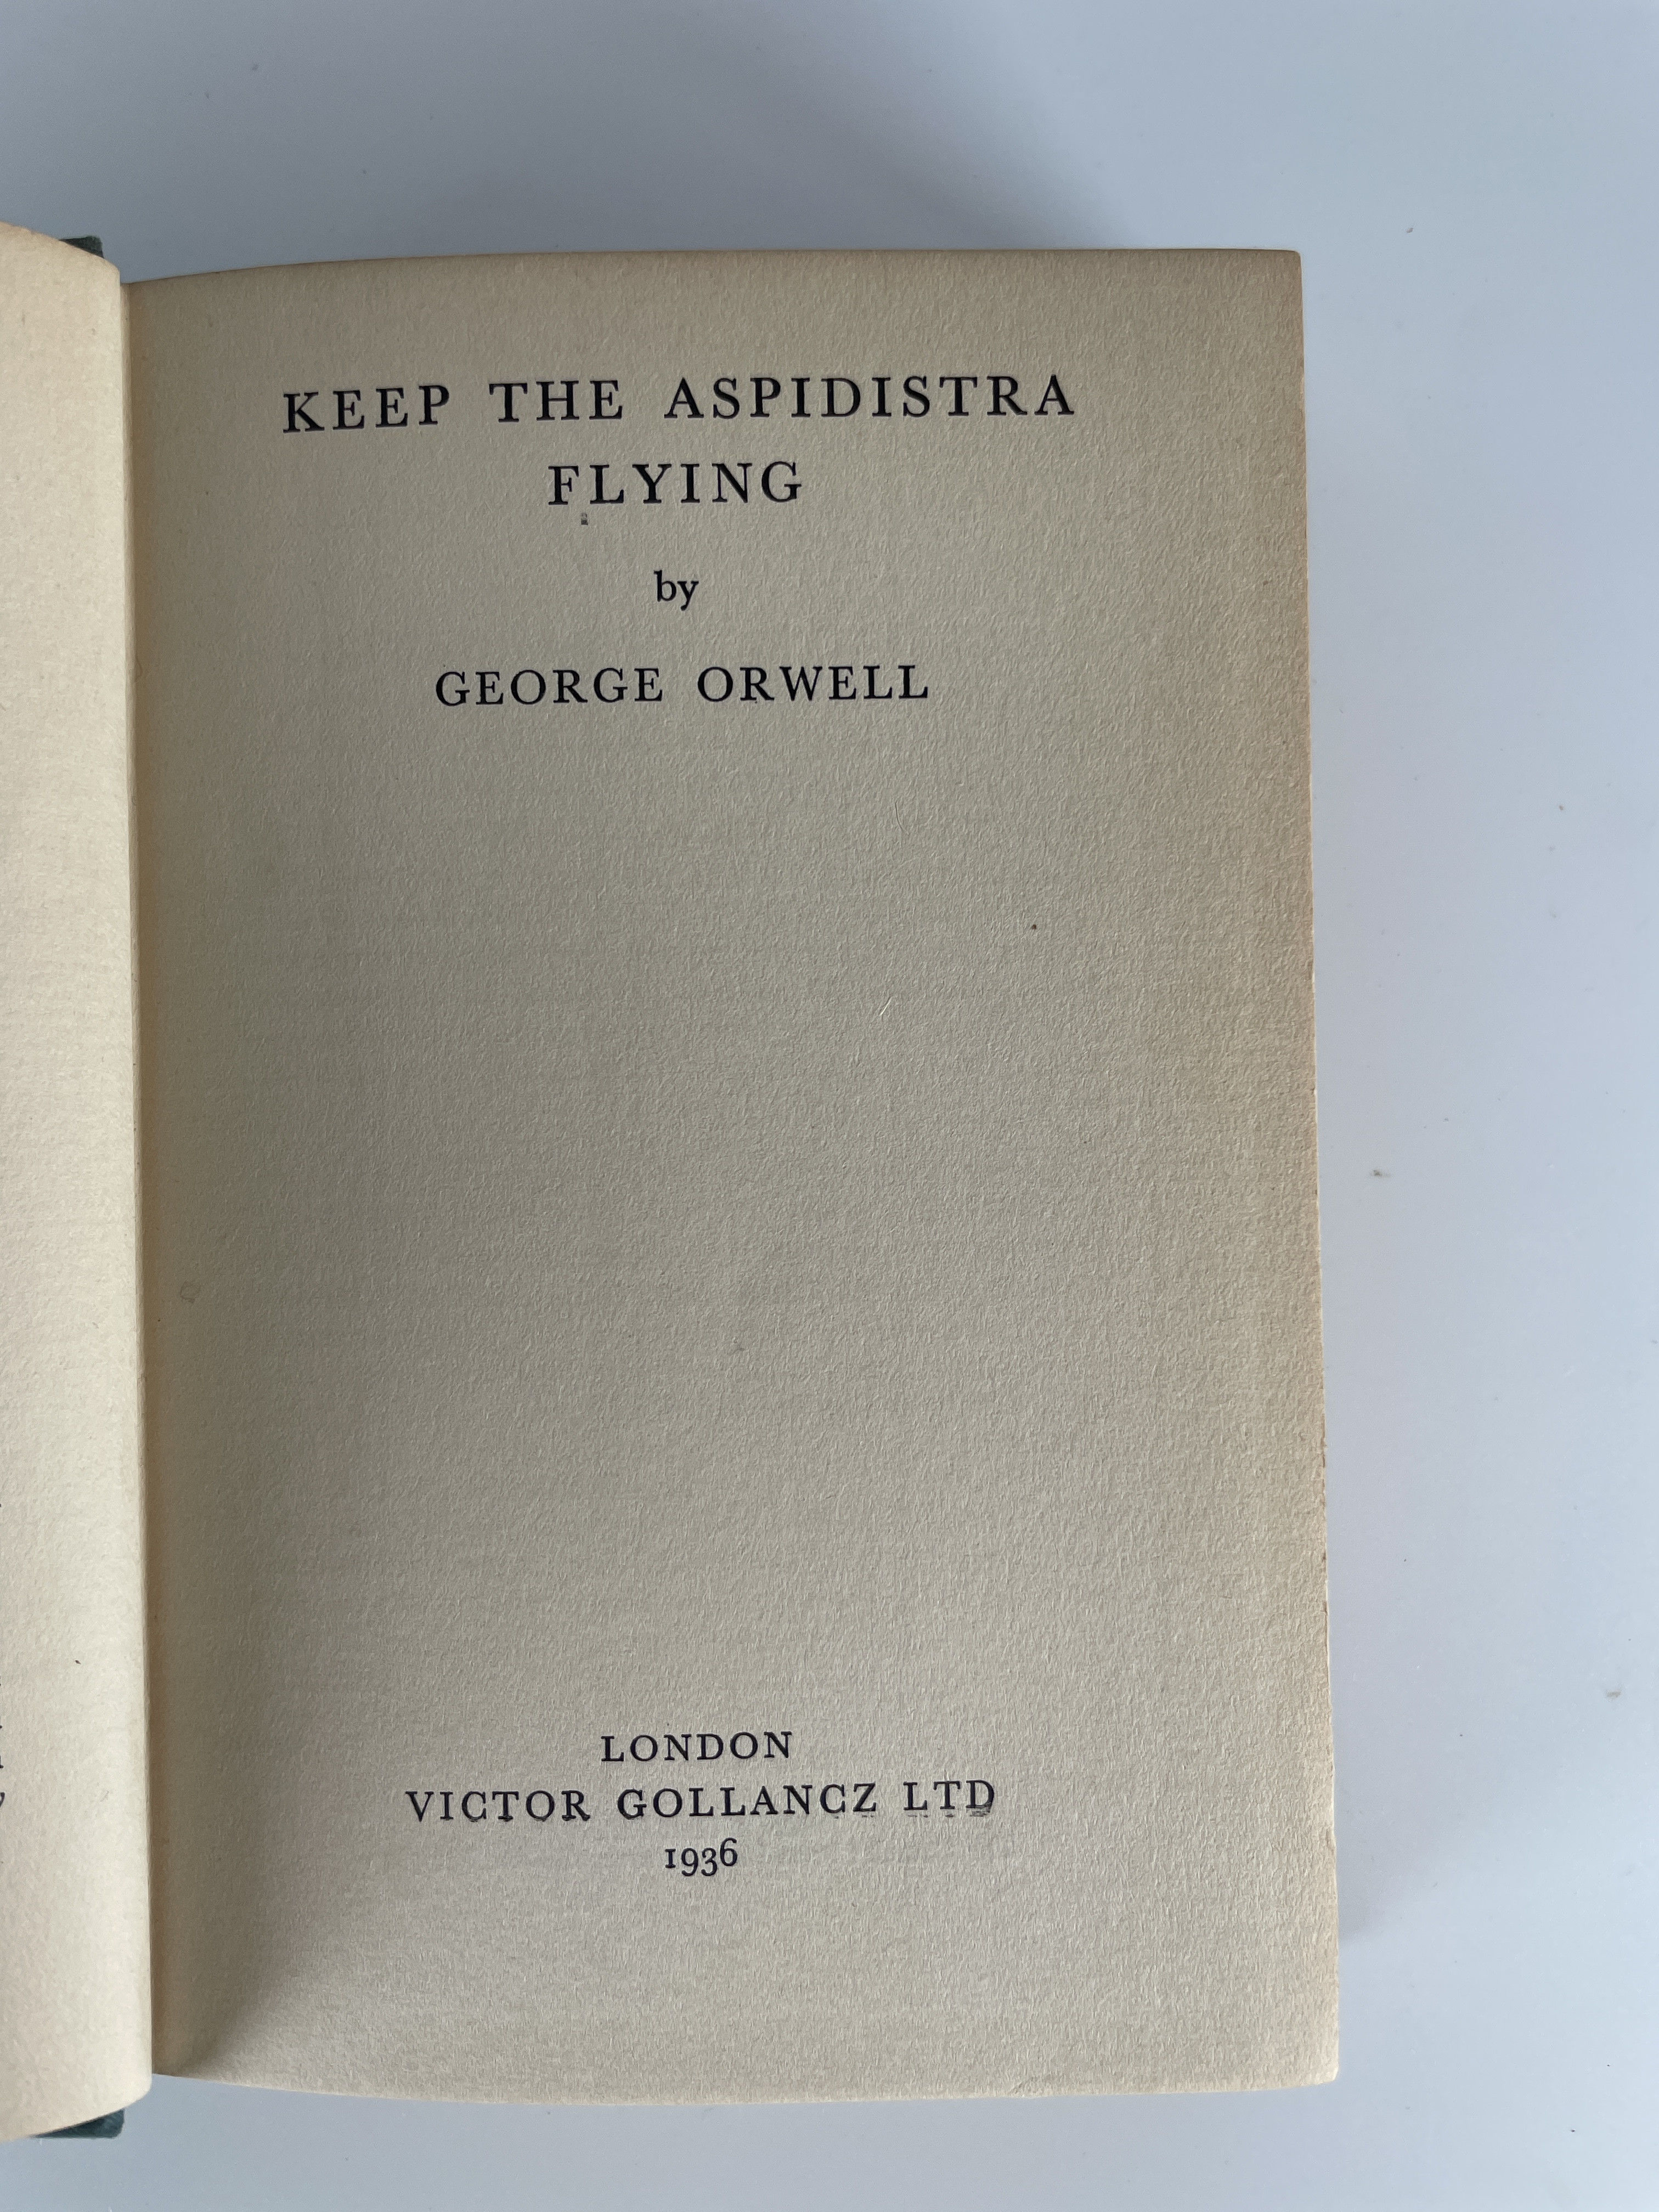 KEEP THE ASPIDISTRA
FLYING
by
GEORGE ORWELL
LONDON
VICTOR GOLLANCZ LTD
1936